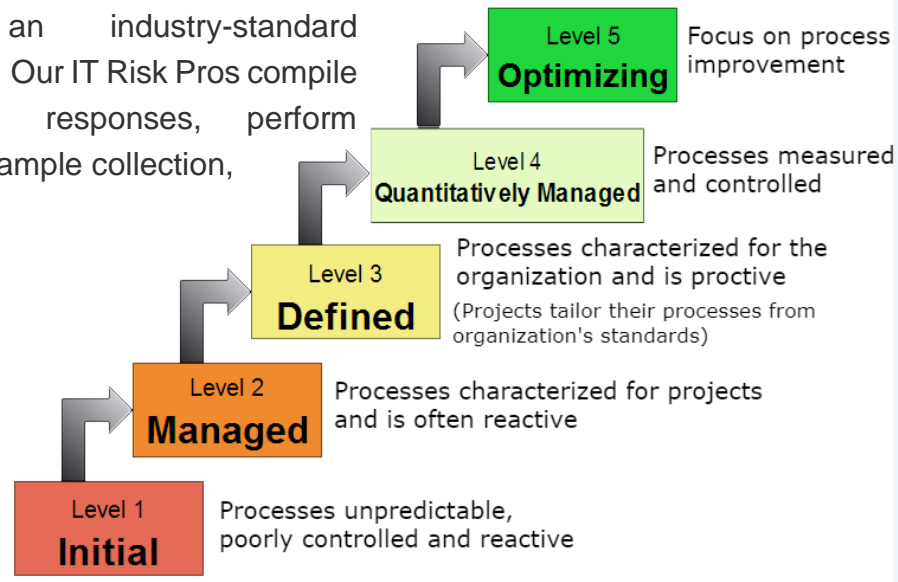 an industry-standard
Our IT Risk Pros compile
responses, perform
ample collection,
Level 5
Optimizing
Focus on process
improvement
Level 4
Quantitatively Managed
Processes measured
and controlled
Level 3
Defined
Processes characterized for the
organization and is proctive
(Projects tailor their processes from
organization's standards)
Level 2
Managed
Processes characterized for projects
and is often reactive
Level 1
Initial
Processes unpredictable,
poorly controlled and reactive